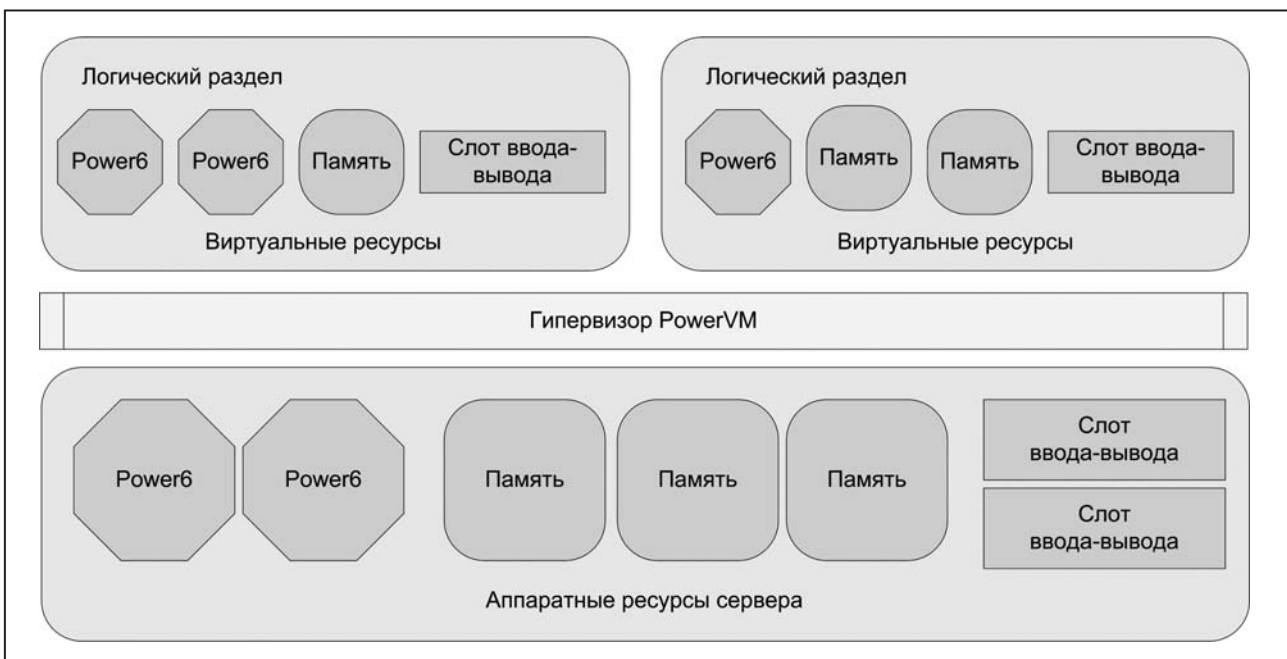 Логический раздел
Power6
Power6
Память
Слот ввода-
вывода
Виртуальные ресурсы
Логический раздел
Power6
Память
Память
Слот ввода-
вывода
Виртуальные ресурсы
Гипервизор PowerVM
Power6
Power6
Память
Память
Память
Слот
ввода-вывода
Слот
ввода-вывода
Аппаратные ресурсы сервера